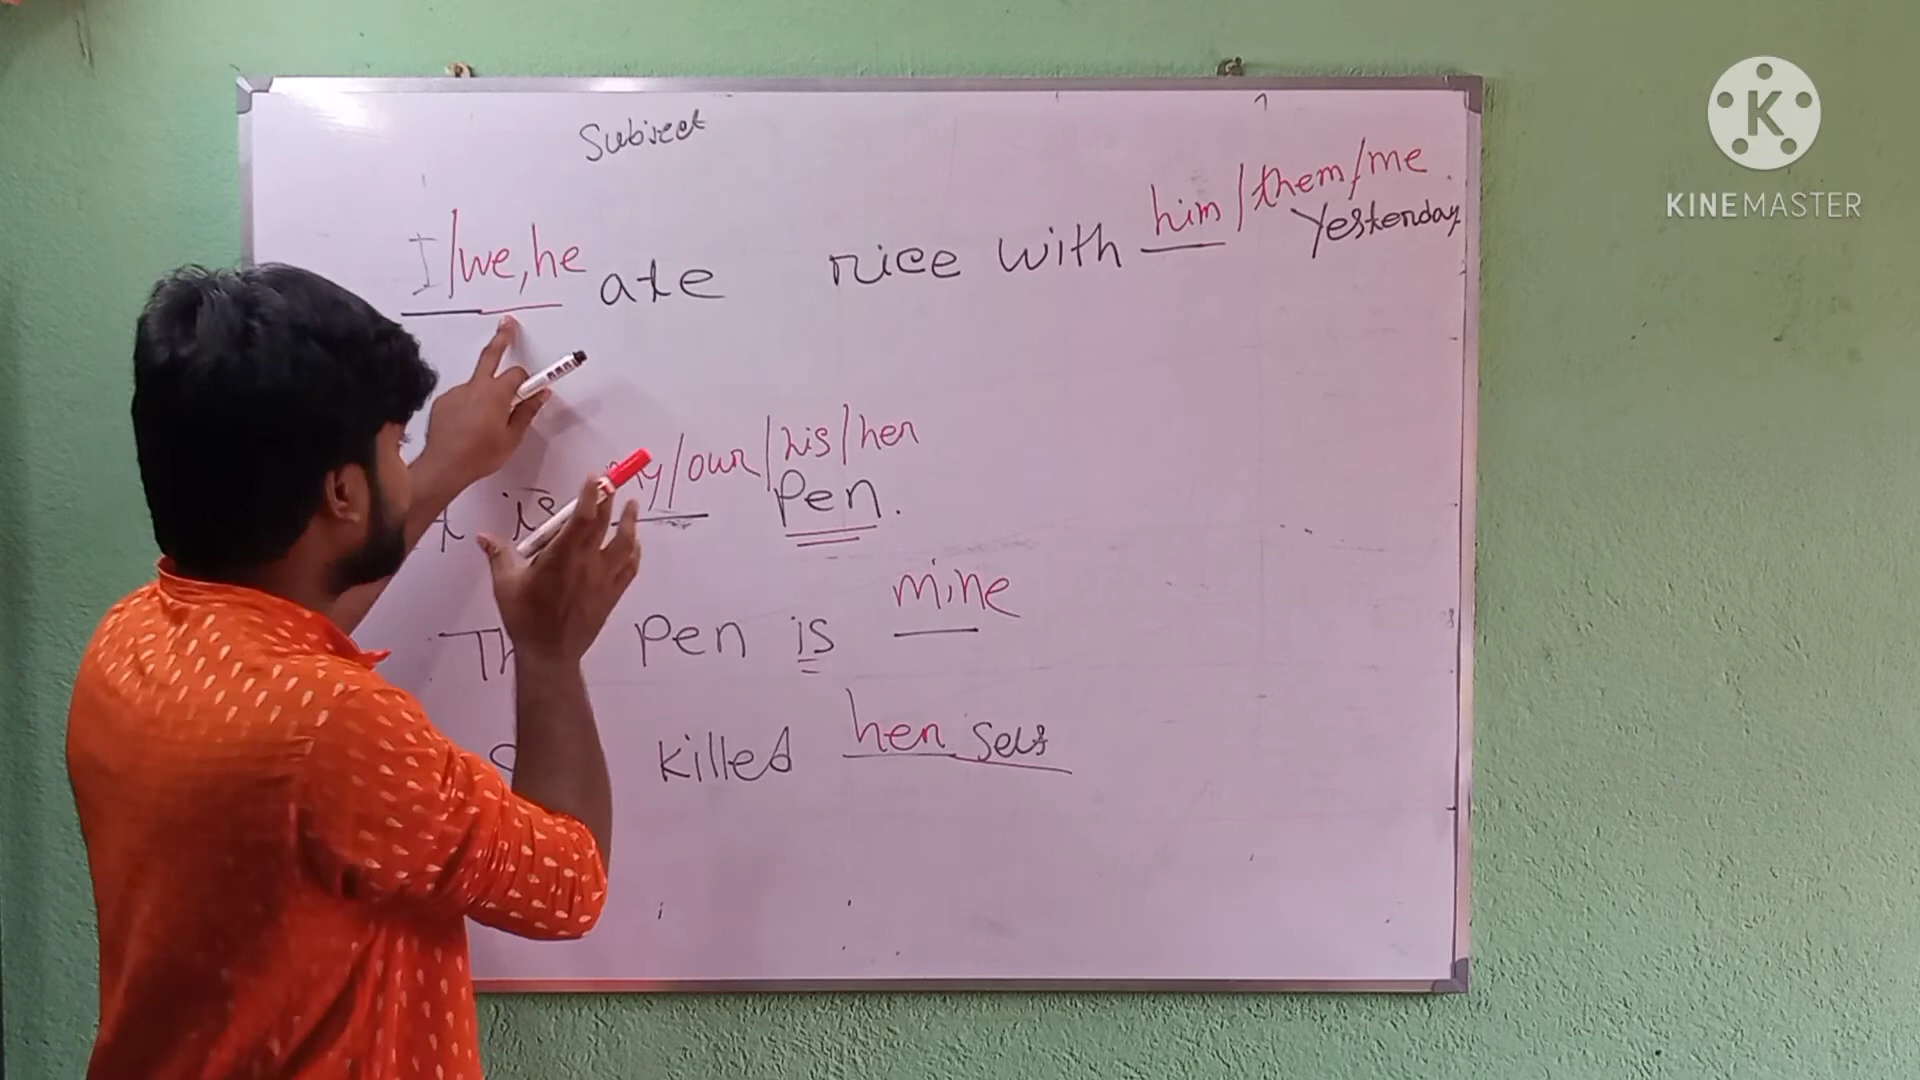 Subject
I/we, he ate rice with him/them/me Yesterday
is my/our/his/her Pen.
Pen is mine
killed her self
K
KINEMASTER